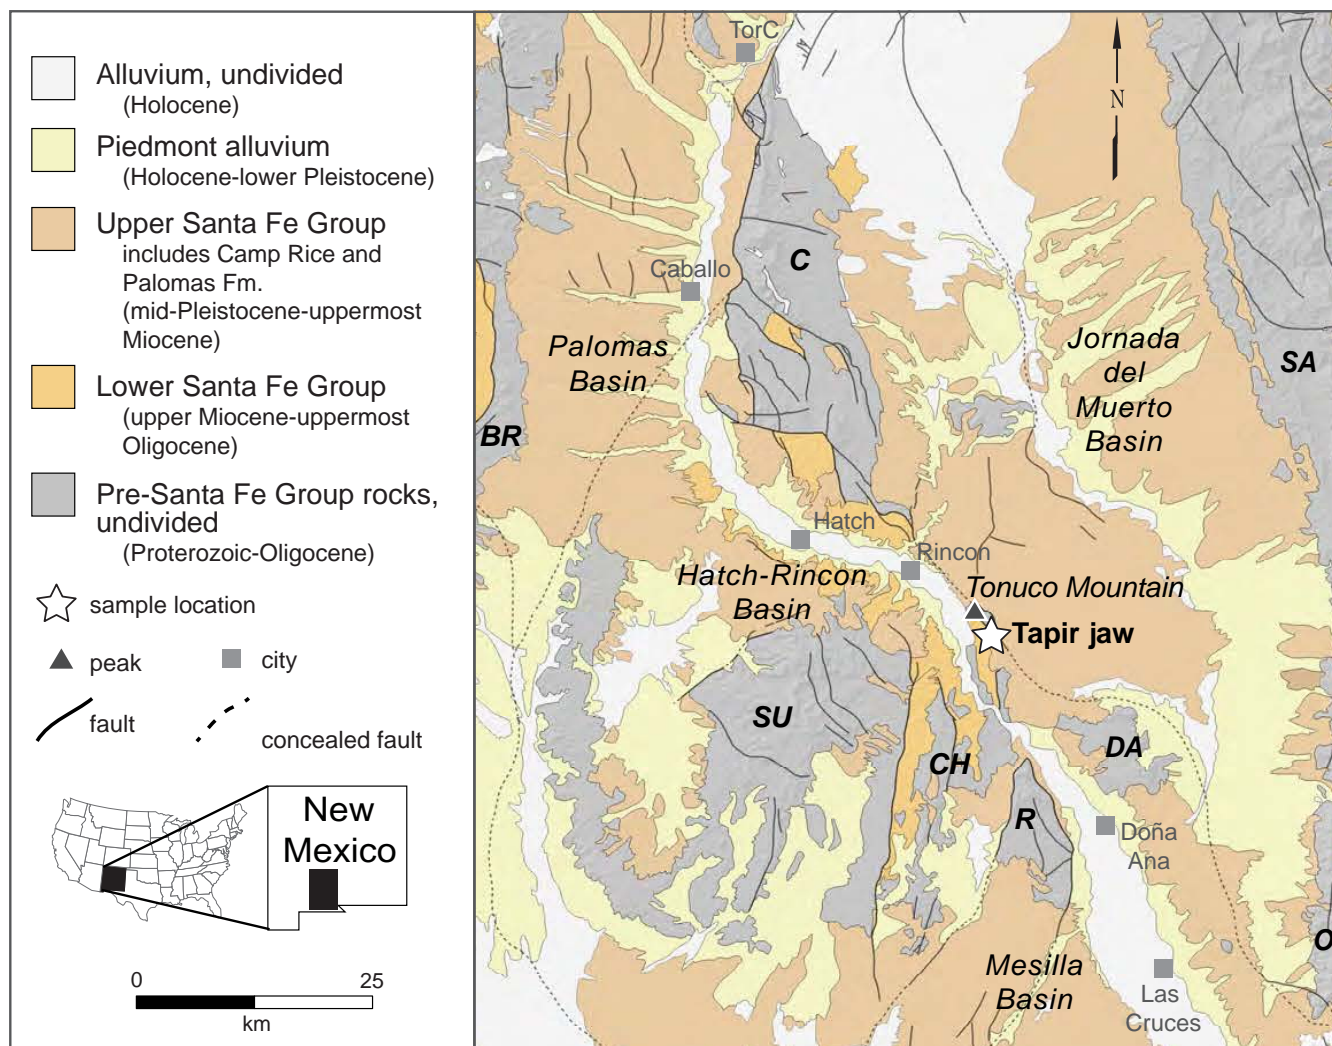 Alluvium, undivided
(Holocene)
Piedmont alluvium
(Holocene-lower Pleistocene)
Upper Santa Fe Group
includes Camp Rice and
Palomas Fm.
(mid-Pleistocene-uppermost
Miocene)
Lower Santa Fe Group
(upper Miocene-uppermost
Oligocene)
Pre-Santa Fe Group rocks,
undivided
(Proterozoic-Oligocene)
sample location
peak
city
fault
concealed fault
New
Mexico
0
25
km
TorC
N
C
Caballo
Palomas
Basin
Jornada
del
Muerto
Basin
SA
BR
Hatch
Rincon
Hatch-Rincon
Basin
Tonuco Mountain
Tapir jaw
SU
CH
DA
R
Doña
Ana
O
Mesilla
Basin
Las
Cruces